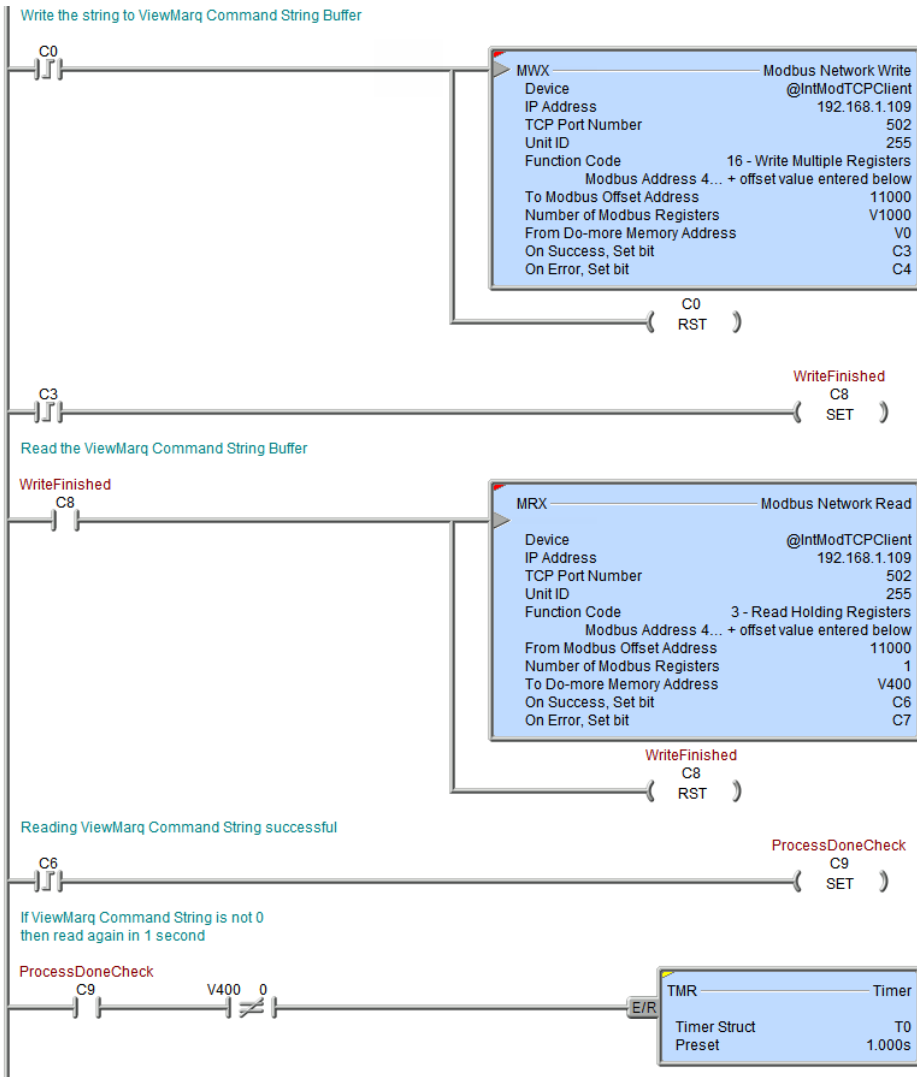 Write the string to ViewMarq Command String Buffer
C0
MWX Modbus Network Write
Device @IntModTCPClient
IP Address 192.168.1.109
TCP Port Number 502
Unit ID 255
Function Code 16 - Write Multiple Registers
Modbus Address 4... + offset value entered below
To Modbus Offset Address 11000
Number of Modbus Registers V1000
From Do-more Memory Address V0
On Success, Set bit C3
On Error, Set bit C4
C0
RST
WriteFinished
C3 C8
SET
Read the ViewMarq Command String Buffer
WriteFinished
C8
MRX Modbus Network Read
Device @IntModTCPClient
IP Address 192.168.1.109
TCP Port Number 502
Unit ID 255
Function Code 3 - Read Holding Registers
Modbus Address 4... + offset value entered below
From Modbus Offset Address 11000
Number of Modbus Registers 1
To Do-more Memory Address V400
On Success, Set bit C6
On Error, Set bit C7
WriteFinished
C8
RST
Reading ViewMarq Command String successful
ProcessDoneCheck
C6 C9
SET
If ViewMarq Command String is not 0
then read again in 1 second
ProcessDoneCheck
C9 V400 0
≠
E/R
TMR Timer
Timer Struct T0
Preset 1.000s